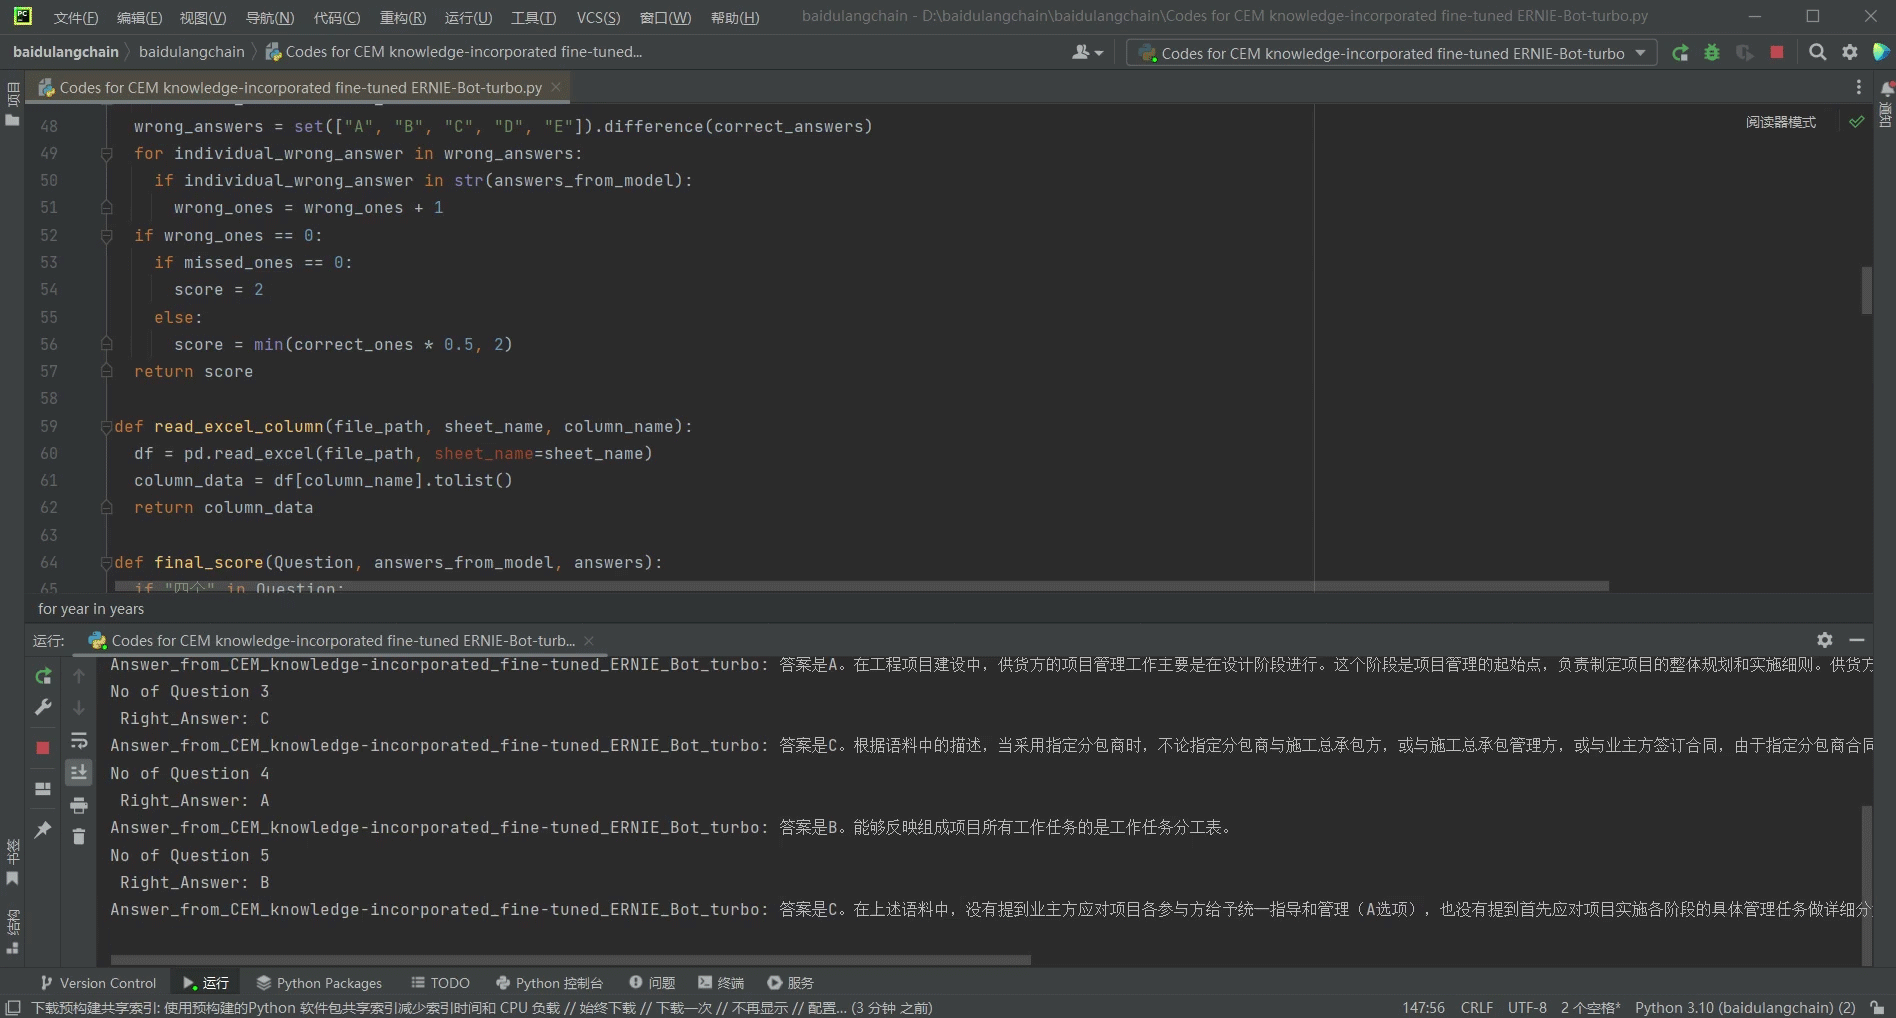 PC 文件(F) 编辑(E) 视图(V) 导航(N) 代码(C) 重构(R) 运行(U) 工具(T) VCS(S) 窗口(W) 帮助(H) baidulangchain - D:\baidulangchain\baidulangchain\Codes for CEM knowledge-incorporated fine-tuned ERNIE-Bot-turbo.py
baidulangchain baidulangchain Codes for CEM knowledge-incorporated fine-tuned... Codes for CEM knowledge-incorporated fine-tuned ERNIE-Bot-turbo
项目 Codes for CEM knowledge-incorporated fine-tuned ERNIE-Bot-turbo.py
通知
阅读器模式
48 wrong_answers = set(["A", "B", "C", "D", "E"]).difference(correct_answers)
49 for individual_wrong_answer in wrong_answers:
50 if individual_wrong_answer in str(answers_from_model):
51 wrong_ones = wrong_ones + 1
52 if wrong_ones == 0:
53 if missed_ones == 0:
54 score = 2
55 else:
56 score = min(correct_ones * 0.5, 2)
57 return score
58
59 def read_excel_column(file_path, sheet_name, column_name):
60 df = pd.read_excel(file_path, sheet_name=sheet_name)
61 column_data = df[column_name].tolist()
62 return column_data
63
64 def final_score(Question, answers_from_model, answers):
65 if "四个" in Question:
for year in years
运行: Codes for CEM knowledge-incorporated fine-tuned ERNIE-Bot-turb...
Answer_from_CEM_knowledge-incorporated_fine-tuned_ERNIE_Bot_turbo: 答案是A。在工程项目建设中，供货方的项目管理工作主要是在设计阶段进行。这个阶段是项目管理的起始点，负责制定项目的整体规划和实施细则。供货方
No of Question 3
Right_Answer: C
Answer_from_CEM_knowledge-incorporated_fine-tuned_ERNIE_Bot_turbo: 答案是C。根据语料中的描述，当采用指定分包商时，不论指定分包商与施工总承包方，或与施工总承包管理方，或与业主方签订合同，由于指定分包商合同
No of Question 4
Right_Answer: A
Answer_from_CEM_knowledge-incorporated_fine-tuned_ERNIE_Bot_turbo: 答案是B。能够反映组成项目所有工作任务的是工作任务分工表。
No of Question 5
Right_Answer: B
Answer_from_CEM_knowledge-incorporated_fine-tuned_ERNIE_Bot_turbo: 答案是C。在上述语料中，没有提到业主方应对项目各参与方给予统一指导和管理（A选项），也没有提到首先应对项目实施各阶段的具体管理任务做详细分
书签
结构
Version Control 运行 Python Packages TODO Python 控制台 问题 终端 服务
下载预构建共享索引: 使用预构建的Python 软件包共享索引减少索引时间和 CPU 负载 // 始终下载 // 下载一次 // 不再显示 // 配置... (3 分钟 之前) 147:56 CRLF UTF-8 2 个空格* Python 3.10 (baidulangchain) (2)